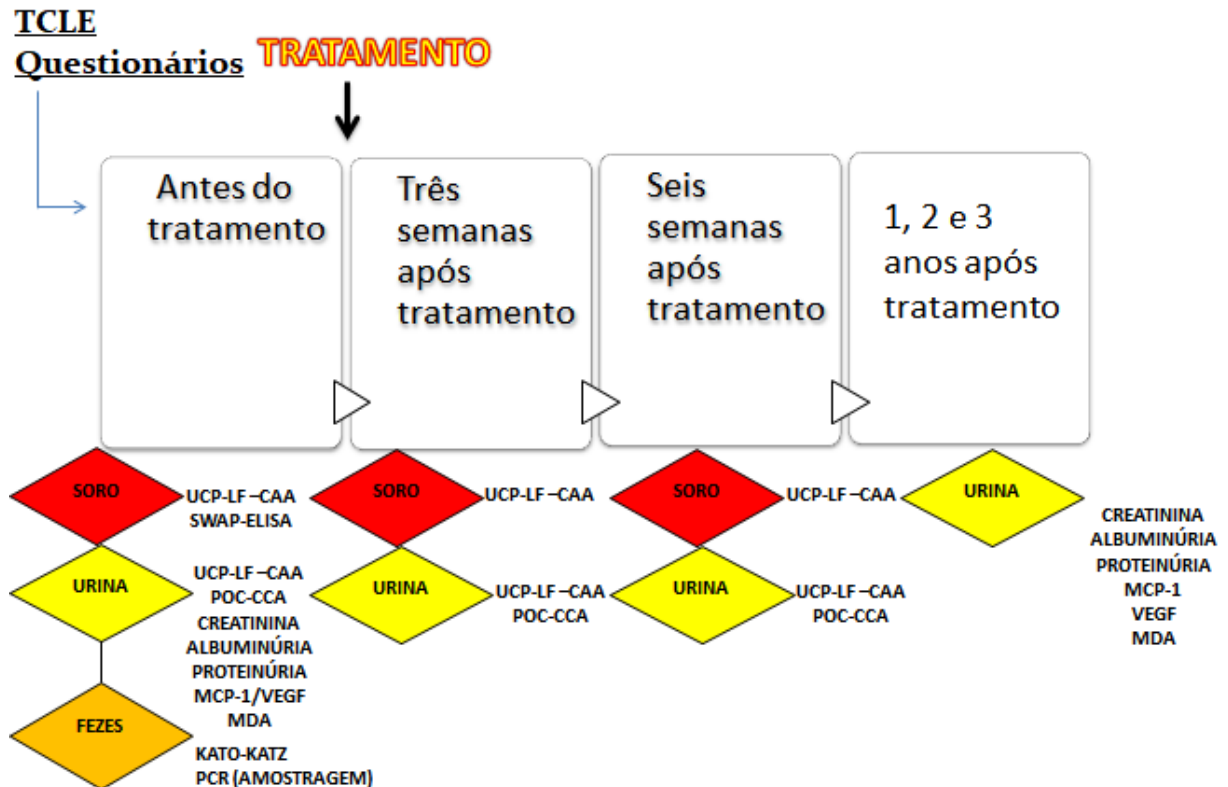 TCLE
Questionários
TRATAMENTO
Antes do
tratamento
Três
semanas
após
tratamento
Seis
semanas
após
tratamento
1, 2 e 3
anos após
tratamento
SORO
UCP-LF –CAA
SWAP-ELISA
URINA
UCP-LF –CAA
POC-CCA
CREATININA
ALBUMINÚRIA
PROTEINÚRIA
MCP-1/VEGF
MDA
FEZES
KATO-KATZ
PCR (AMOSTRAGEM)
SORO
UCP-LF –CAA
URINA
UCP-LF –CAA
POC-CCA
SORO
UCP-LF –CAA
URINA
UCP-LF –CAA
POC-CCA
URINA
CREATININA
ALBUMINÚRIA
PROTEINÚRIA
MCP-1
VEGF
MDA